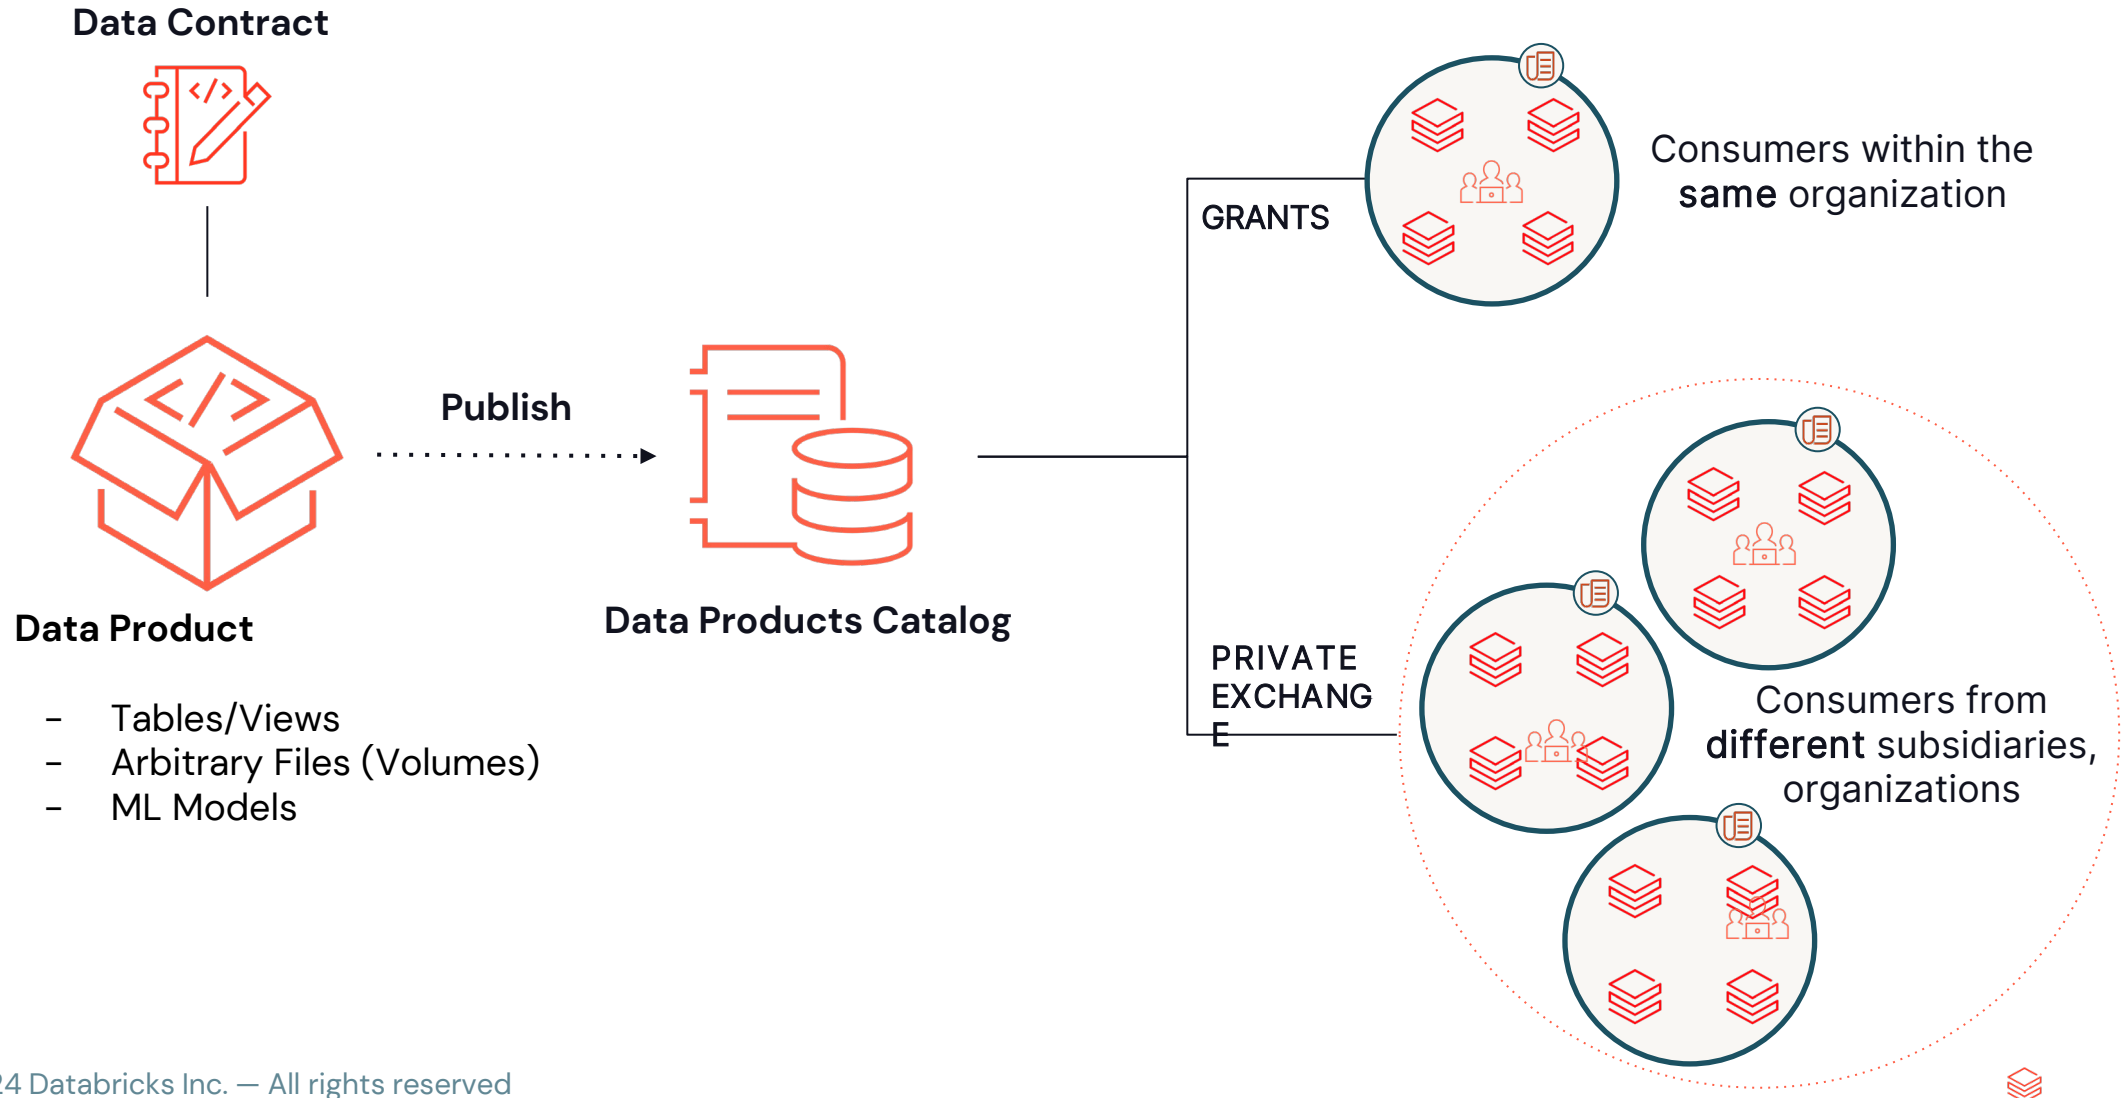 Data Contract
Publish
Data Product
- Tables/Views
- Arbitrary Files (Volumes)
- ML Models
Data Products Catalog
GRANTS
Consumers within the
same organization
PRIVATE
EXCHANG
E
Consumers from
different subsidiaries,
organizations
24 Databricks Inc. — All rights reserved